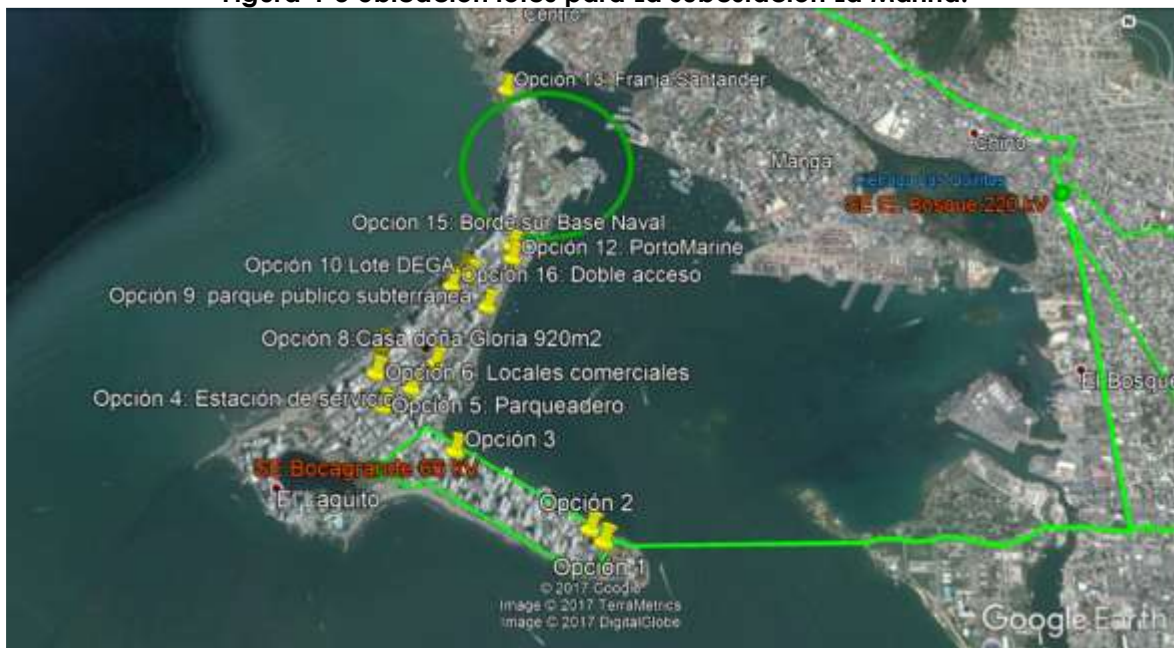 Centro
Opción 13: Franja Santander
Chino
Manga
SE EL Bosque 220 kV
Opción 15: Borde sur Base Naval
Opción 12: PortoMarine
Opción 10 Lote DEGA
Opción 16: Doble acceso
Opción 9: parque publico subterranea
Opción 8:Casa doña Gloria 920m2
Opción 6: Locales comerciales
El Bosque
Opción 4: Estación de servicio
Opción 5: Parqueadero
Opción 3
SE Bocagrande 66 kV
El Laguito
Opción 2
Opción 1
© 2017 Google
Image © 2017 TerraMetrics
Image © 2017 DigitalGlobe
Google Earth